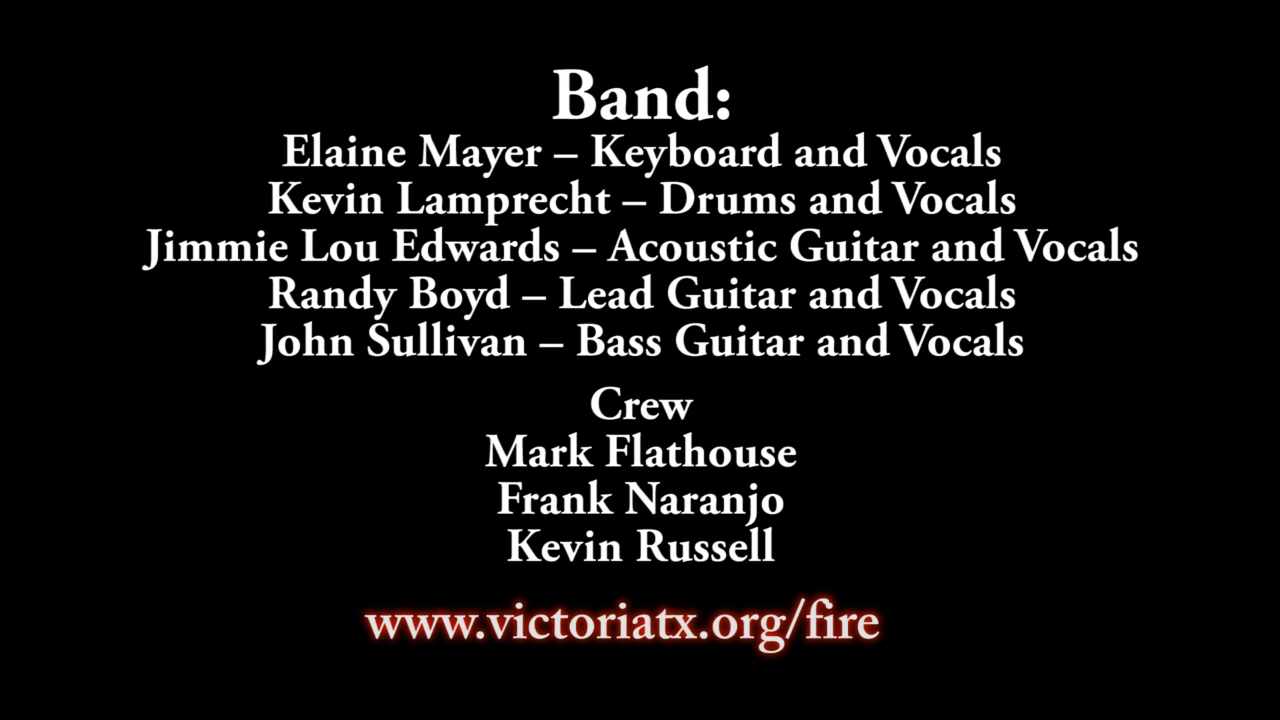 Band:
Elaine Mayer – Keyboard and Vocals
Kevin Lamprecht – Drums and Vocals
Jimmie Lou Edwards – Acoustic Guitar and Vocals
Randy Boyd – Lead Guitar and Vocals
John Sullivan – Bass Guitar and Vocals
Crew
Mark Flathouse
Frank Naranjo
Kevin Russell
www.victoriatx.org/fire